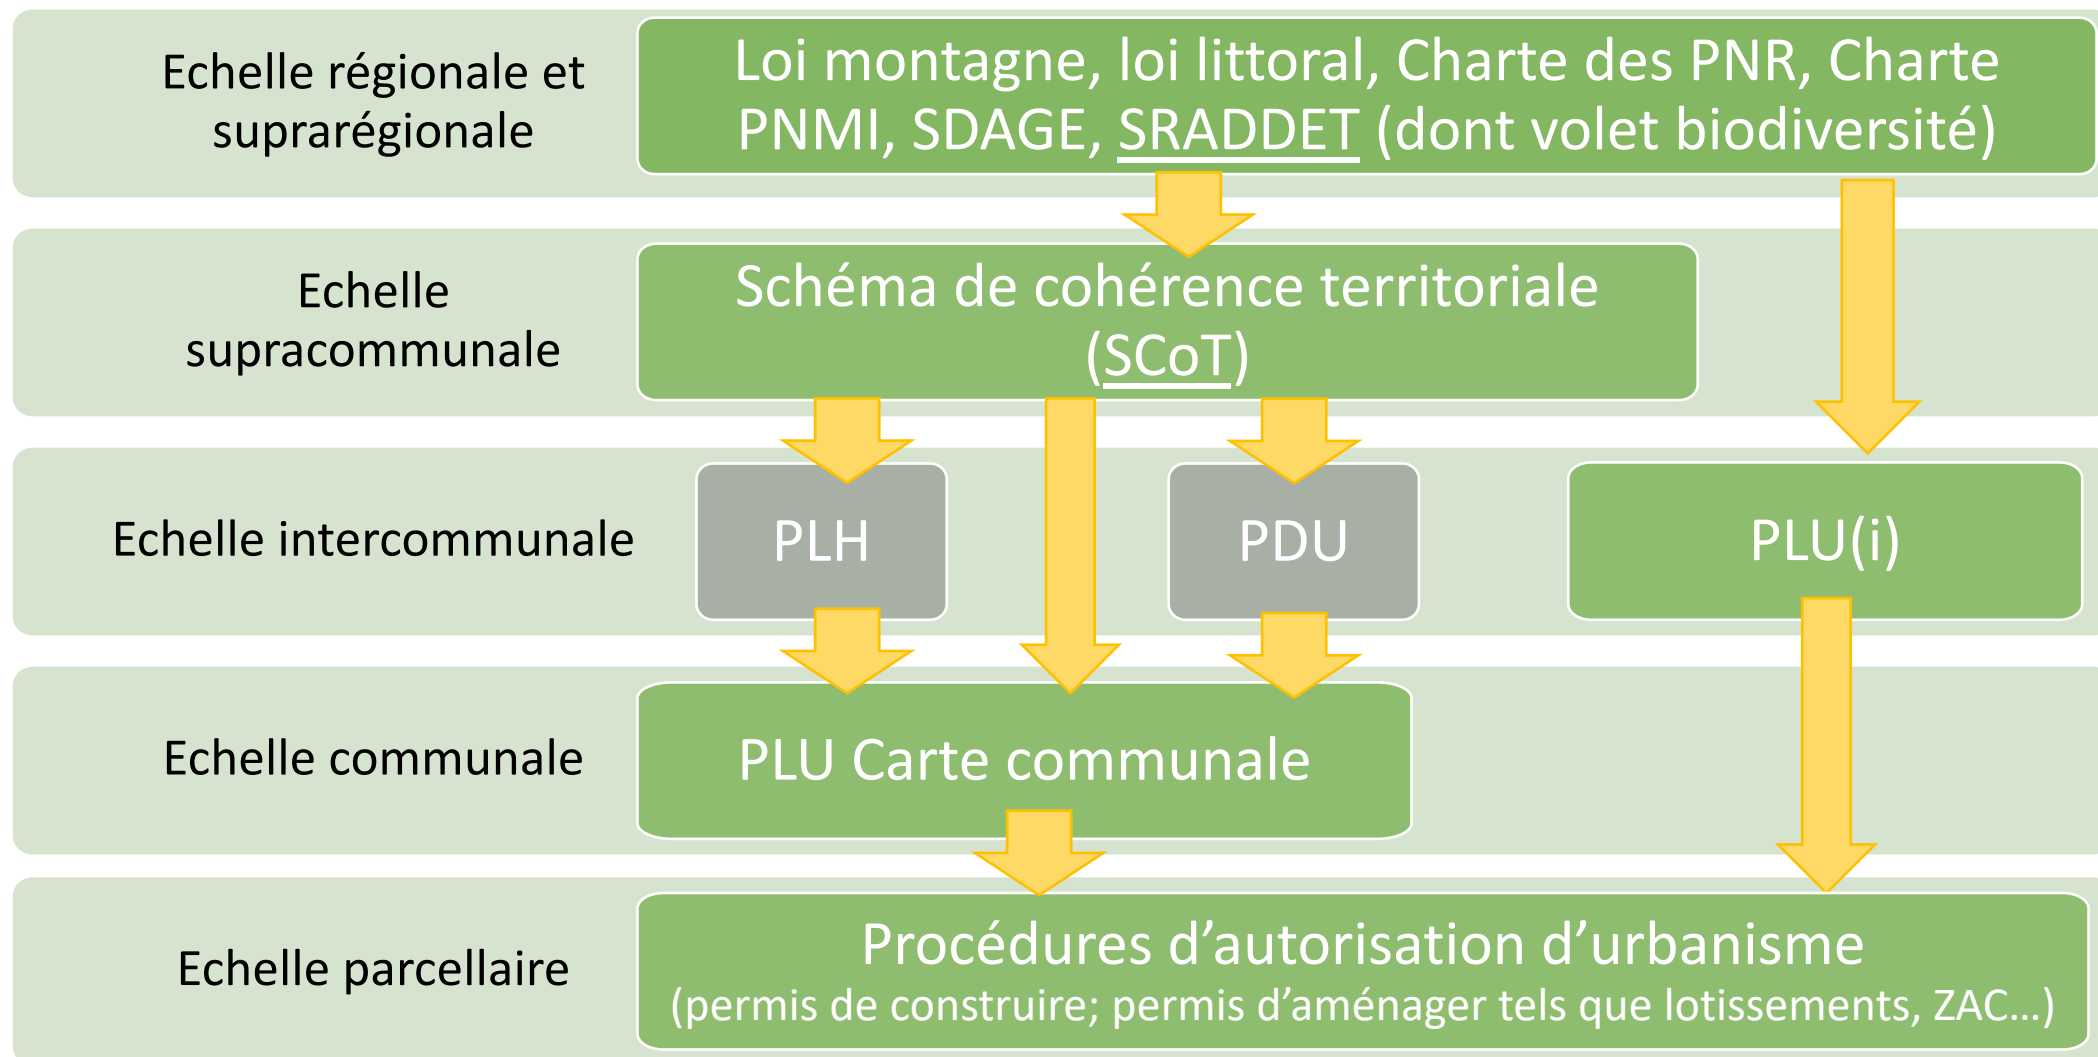 Echelle régionale et
suprarégionale
Loi montagne, loi littoral, Charte des PNR, Charte
PNMI, SDAGE, SRADDET (dont volet biodiversité)
Echelle
supracommunale
Schéma de cohérence territoriale
(SCoT)
Echelle intercommunale
PLH
PDU
PLU(i)
Echelle communale
PLU Carte communale
Echelle parcellaire
Procédures d’autorisation d’urbanisme
(permis de construire; permis d’aménager tels que lotissements, ZAC…)